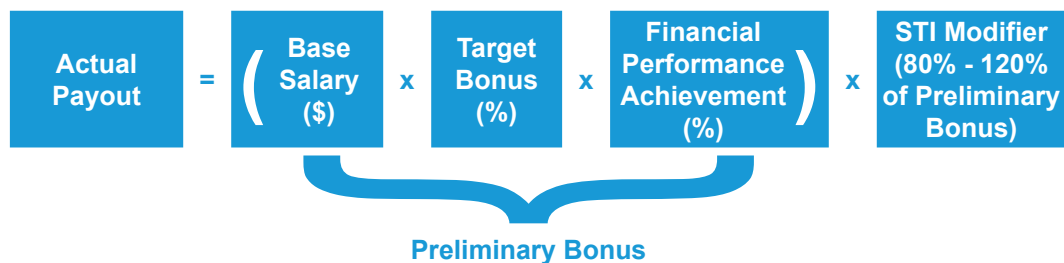 Actual
Payout
=
(
Base
Salary
($)
x
Target
Bonus
(%)
x
Financial
Performance
Achievement
(%)
)
x
STI Modifier
(80% - 120%
of Preliminary
Bonus)
Preliminary Bonus